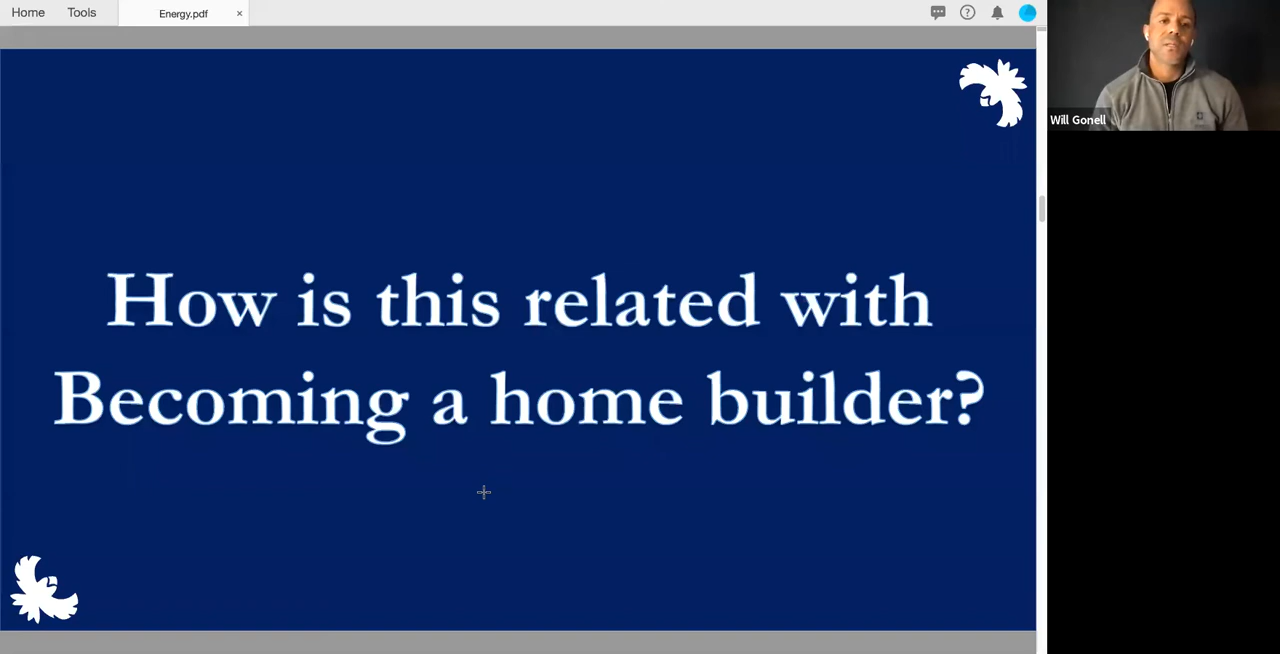 Home Tools Energy.pdf ×
Will Gonell
How is this related with
Becoming a home builder?